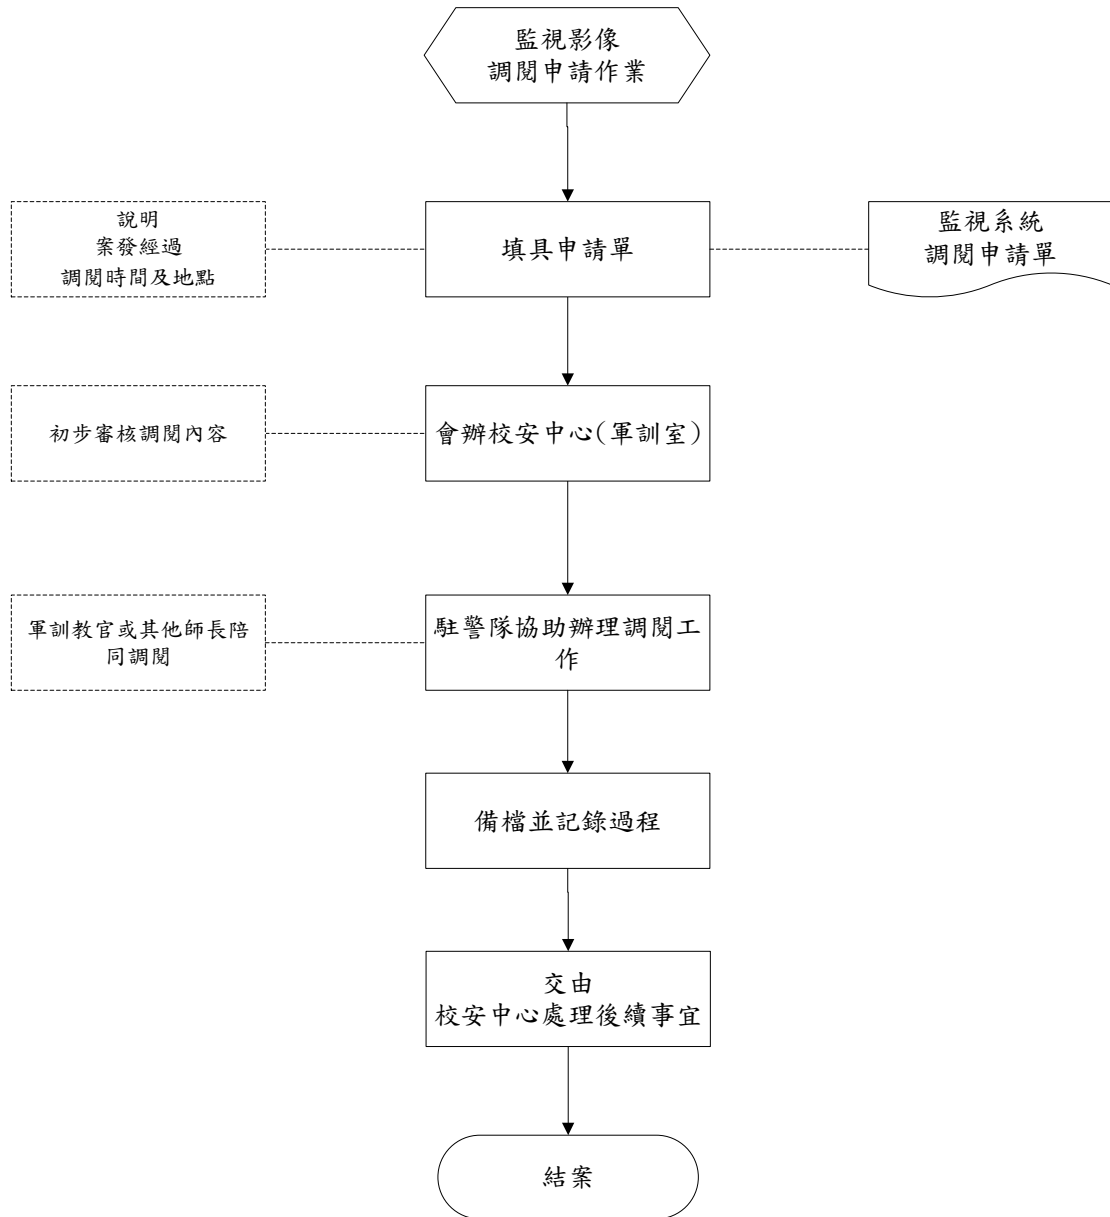 監視影像
調閱申請作業
說明
案發經過
調閱時間及地點
填具申請單
監視系統
調閱申請單
初步審核調閱內容
會辦校安中心(軍訓室)
軍訓教官或其他師長陪
同調閱
駐警隊協助辦理調閱工
作
備檔並記錄過程
交由
校安中心處理後續事宜
結案